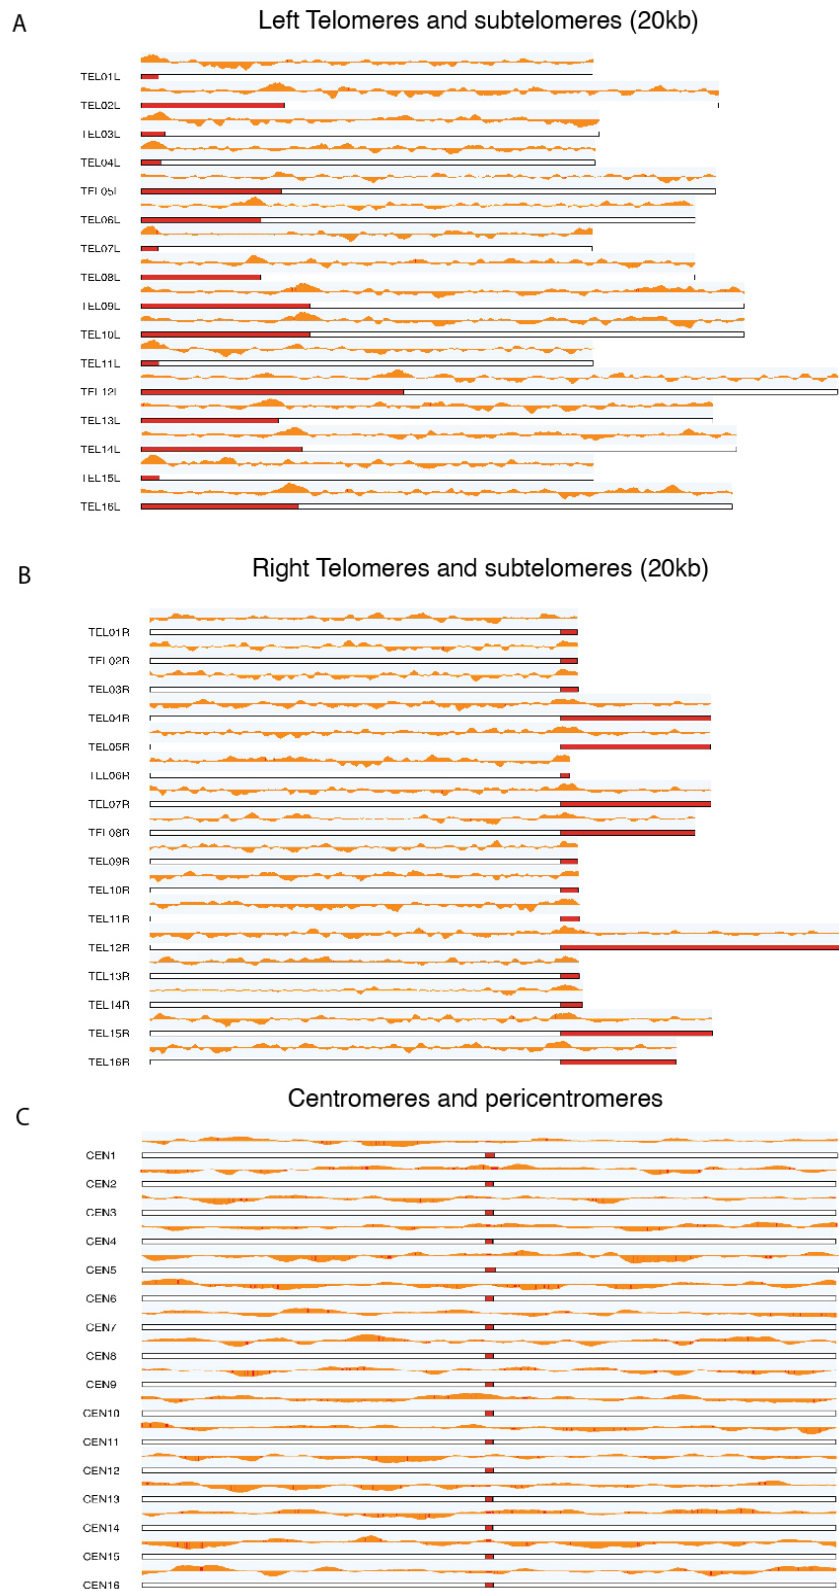 A
Left Telomeres and subtelomeres (20kb)
TEL01L
TEL02L
TEL03L
TEL04L
TEL05L
TEL06L
TEL07L
TEL08L
TEL09L
TEL10L
TEL11L
TEL12L
TEL13L
TEL14L
TEL15L
TEL16L
B
Right Telomeres and subtelomeres (20kb)
TEL01R
TEL02R
TEL03R
TEL04R
TEL05R
TEL06R
TEL07R
TEL08R
TEL09R
TEL10R
TEL11R
TEL12R
TEL13R
TEL14R
TEL15R
TEL16R
C
Centromeres and pericentromeres
CEN1
CEN2
CEN3
CEN4
CEN5
CEN6
CEN7
CEN8
CEN9
CEN10
CEN11
CEN12
CEN13
CEN14
CEN15
CEN16